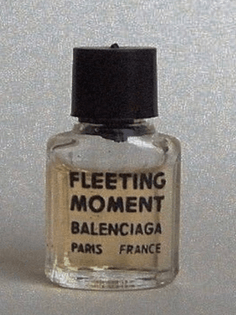 FLEETING
MOMENT
BALENCIAGA
PARIS FRANCE